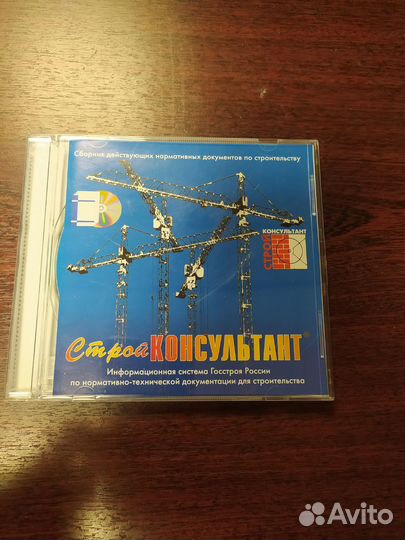 Сборник действующих нормативных документов по строительству
КОНСУЛЬТАНТ
СТРОЙ
СтройКОНСУЛЬТАНТ®
Информационная система Госстроя России
по нормативно-технической документации для строительства
Avito